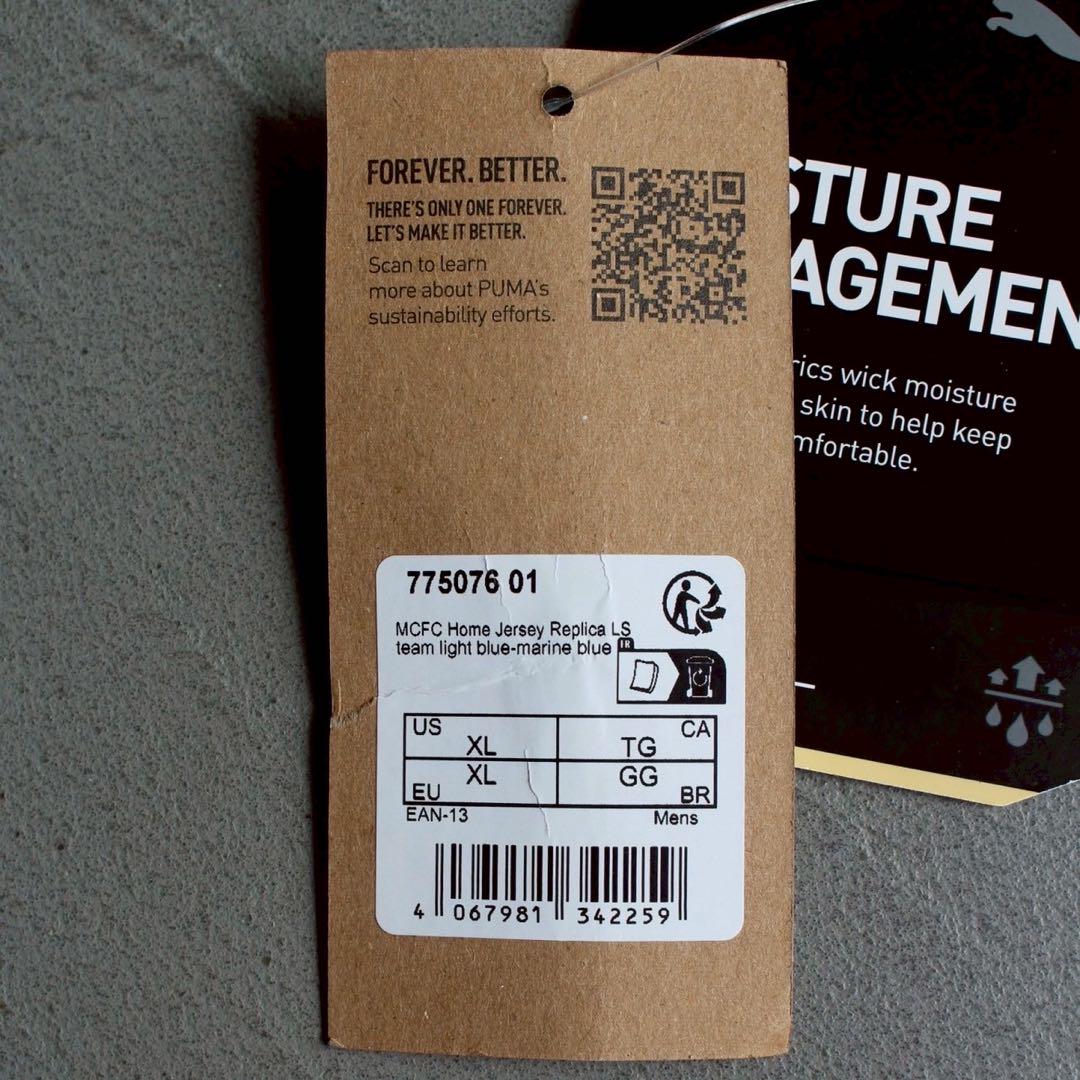 FOREVER. BETTER.
THERE'S ONLY ONE FOREVER.
LET'S MAKE IT BETTER.
Scan to learn
more about PUMA's
sustainability efforts.
STURE
AGEMEN
rics wick moisture
skin to help keep
mfortable.
775076 01
MCFC Home Jersey Replica LS
team light blue-marine blue
FR
US XL TG CA
EU XL GG BR
EAN-13 Mens
4 067981 342259